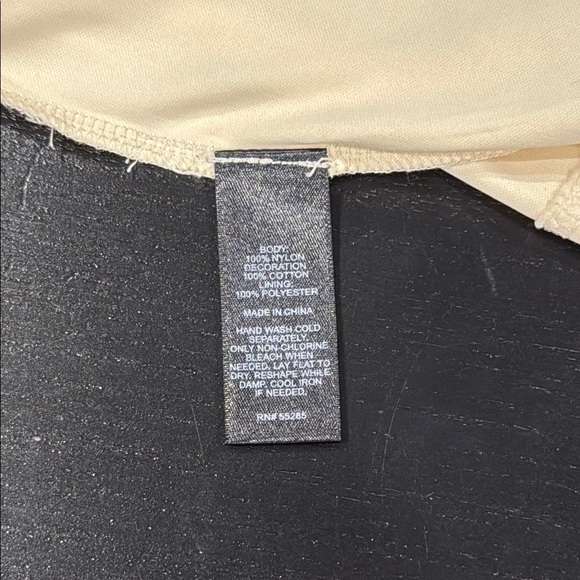 BODY:
100% NYLON
DECORATION
100% COTTON
LINING:
100% POLYESTER
MADE IN CHINA
HAND WASH COLD
SEPARATELY.
ONLY NON-CHLORINE
BLEACH WHEN
NEEDED. LAY FLAT TO
DRY. RESHAPE WHILE
DAMP. COOL IRON
IF NEEDED.
RN# 55285